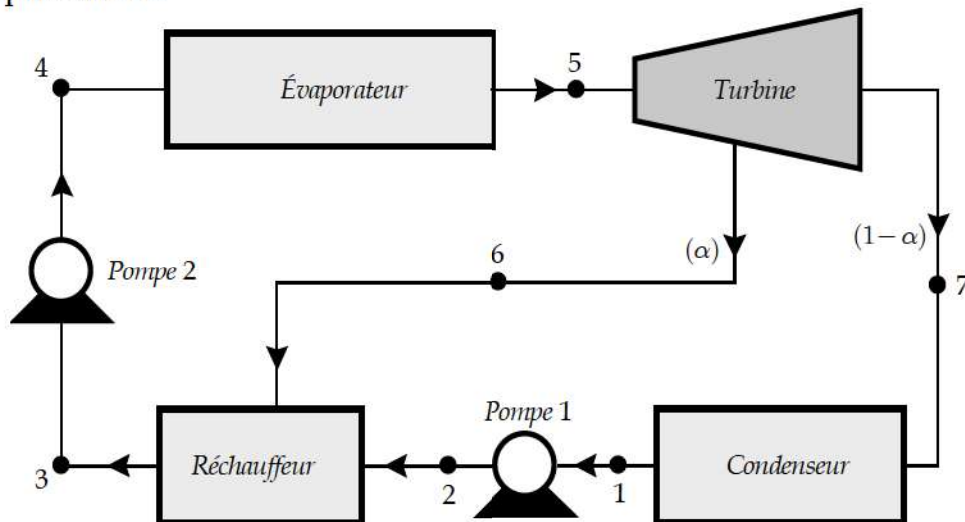 4
Évaporateur
5
Turbine
Pompe 2
6
(α)
(1−α)
7
3
Réchauffeur
2
Pompe 1
1
Condenseur